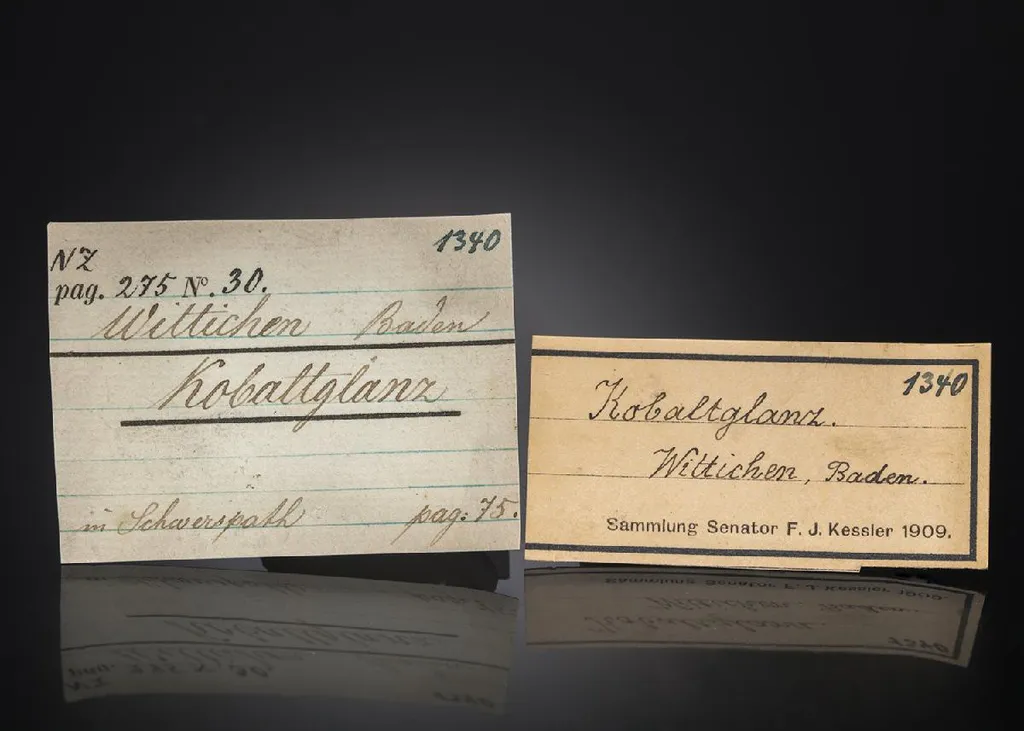 1340
NZ
pag. 275 Nº. 30.
Wittichen Baden
Kobaltglanz
in Schwerspath pag: 75.
1340
Kobaltglanz.
Wittichen, Baden.
Sammlung Senator F. J. Kessler 1909.